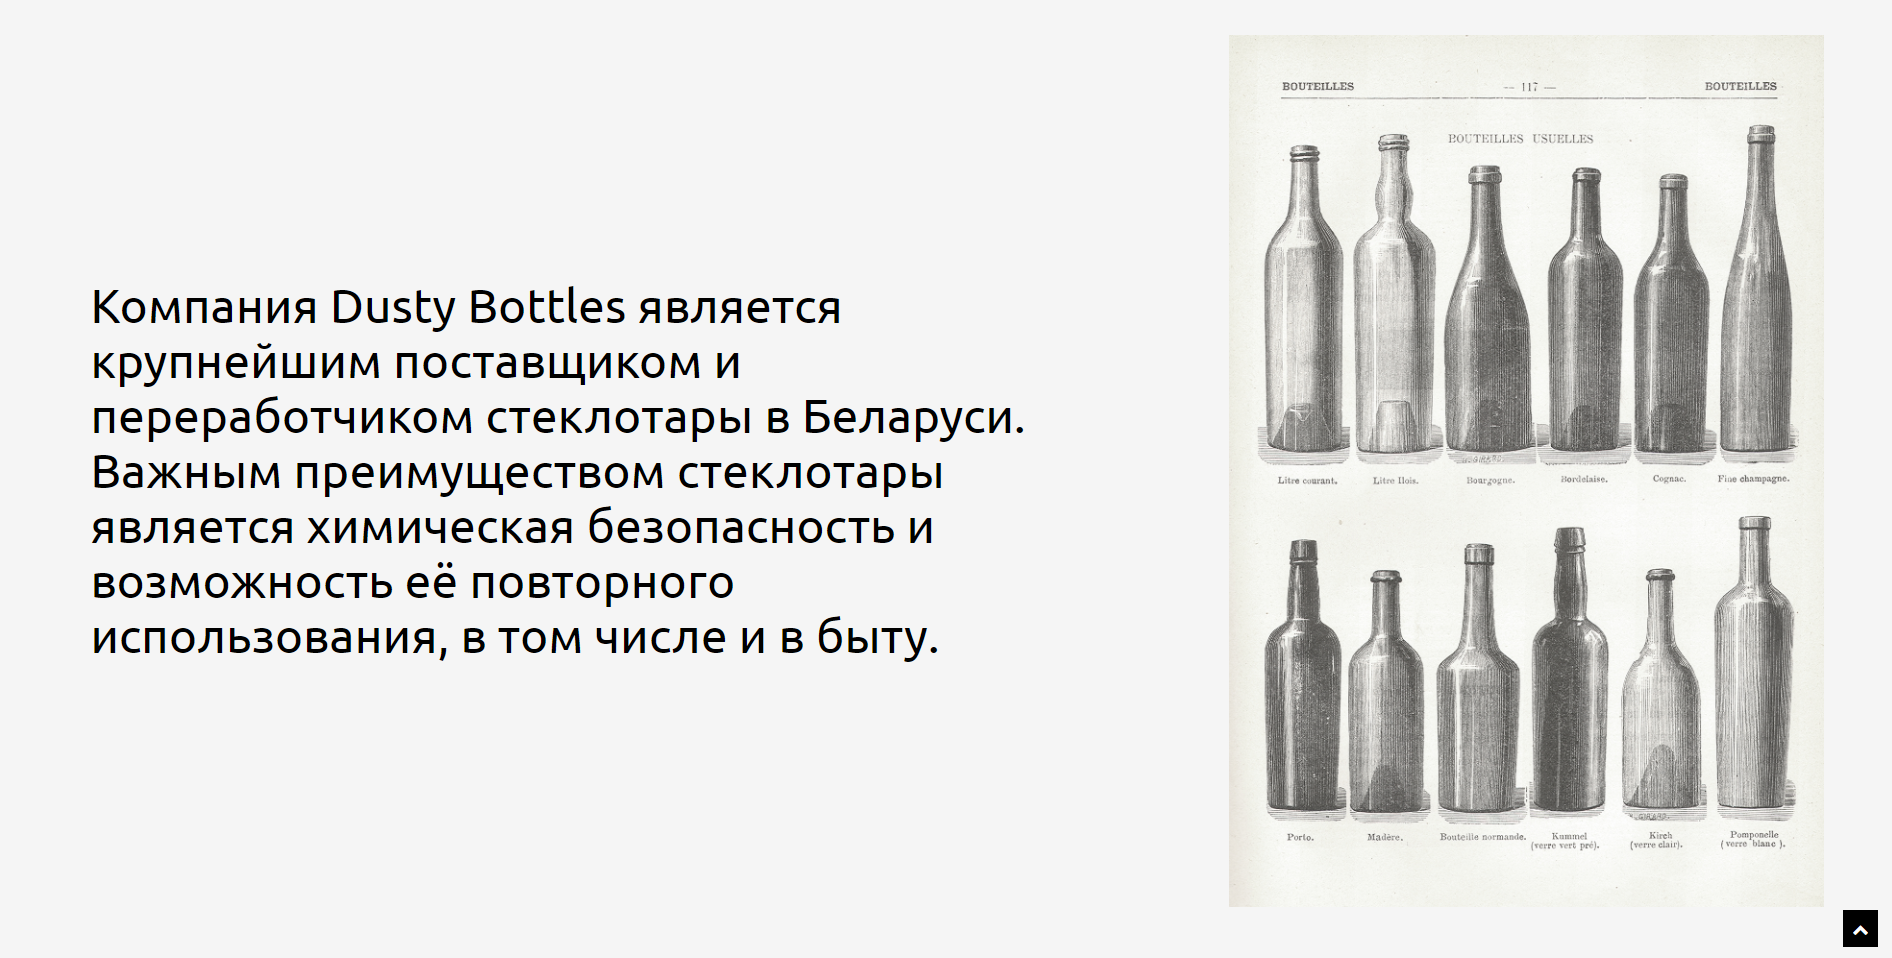 Компания Dusty Bottles является
крупнейшим поставщиком и
переработчиком стеклотары в Беларуси.
Важным преимуществом стеклотары
является химическая безопасность и
возможность её повторного
использования, в том числе и в быту.
BOUTEILLES — 117 — BOUTEILLES
BOUTEILLES USUELLES
Litre courant. Litre Blois. Bourgogne. Bordelaise. Cognac. Fine champagne.
Porto. Madère. Bouteille normande. Kummel
(verre vert pré). Kirch
(verre clair). Pomponelle
(verre blanc).